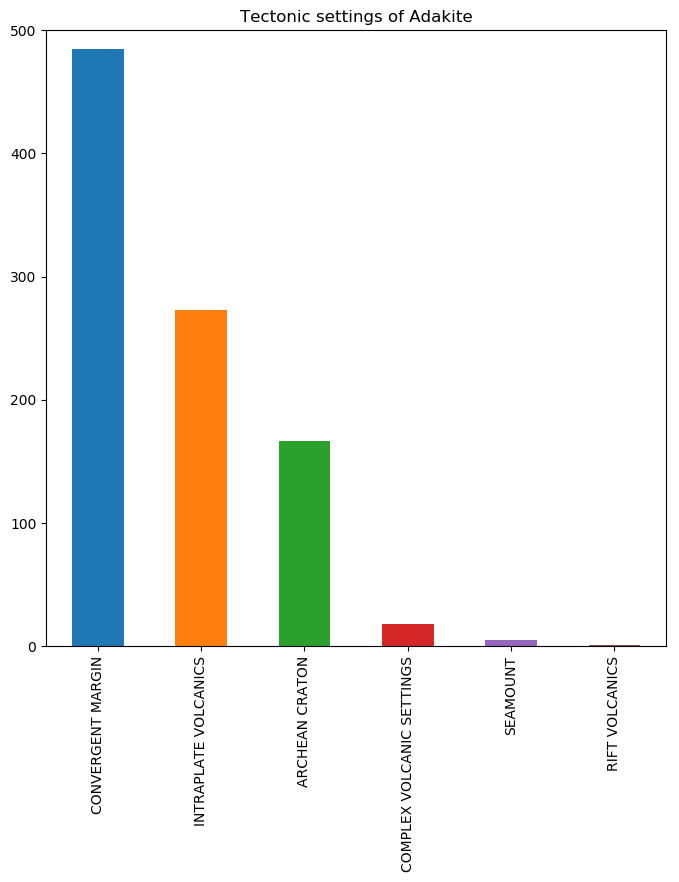 Tectonic settings of Adakite
500
400
300
200
100
0
CONVERGENT MARGIN
INTRAPLATE VOLCANICS
ARCHEAN CRATON
COMPLEX VOLCANIC SETTINGS
SEAMOUNT
RIFT VOLCANICS